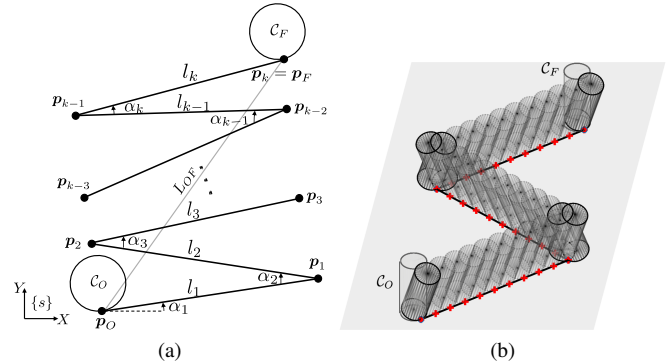 C_F
l_k
p_k = p_F
p_{k-1}
α_k
l_{k-1}
p_{k-2}
α_{k-1}
L_{OF}
p_{k-3}
p_3
l_3
p_2
α_3
l_2
p_1
α_2
C_O
l_1
α_1
p_O
Y
{s}
X
(a)
C_F
C_O
(b)